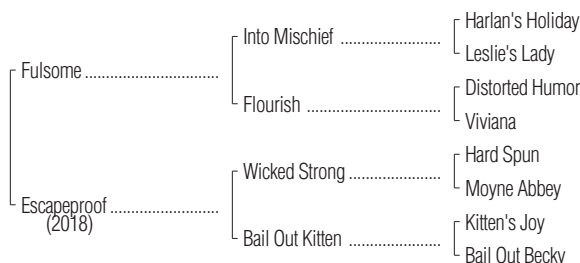 Harlan's Holiday
Into Mischief
Leslie's Lady
Fulsome
Distorted Humor
Flourish
Viviana
Hard Spun
Wicked Strong
Moyne Abbey
Escapeproof
(2018)
Kitten's Joy
Bail Out Kitten
Bail Out Becky